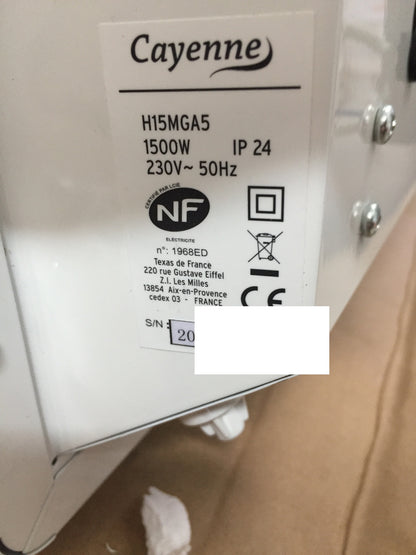 Cayenne
H15MGA5
1500W IP 24
230V~ 50Hz
CERTIFIÉ PAR LCIE
NF
ELECTRICITE
n°: 1968ED
Texas de France
220 rue Gustave Eiffel
Z.I. Les Milles
13854 Aix-en-Provence
cedex 03 - FRANCE
CE
S/N : 20